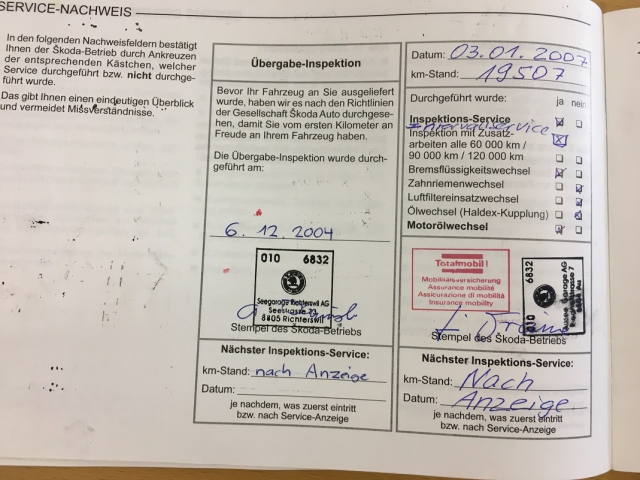 SERVICE-NACHWEIS
In den folgenden Nachweisfeldern bestätigt
Ihnen der Škoda-Betrieb durch Ankreuzen
der entsprechenden Kästchen, welcher
Service durchgeführt bzw. nicht durchge-
führt wurde.
Das gibt Ihnen einen eindeutigen Überblick
und vermeidet Missverständnisse.
Übergabe-Inspektion
Bevor Ihr Fahrzeug an Sie ausgeliefert
wurde, haben wir es nach den Richtlinien
der Gesellschaft Škoda Auto durchgese-
hen, damit Sie vom ersten Kilometer an
Freude an Ihrem Fahrzeug haben.
Die Übergabe-Inspektion wurde durch-
geführt am:
6. 12. 2004
010 6832
Seegarage Richterswil AG
Seestrasse
8805 Richterswil
Stempel des Škoda-Betriebs
Nächster Inspektions-Service:
km-Stand: nach Anzeige
Datum:
je nachdem, was zuerst eintritt
bzw. nach Service-Anzeige
Datum: 03.01.2007
km-Stand: 19507
Durchgeführt wurde: ja nein
Inspektions-Service
Intervallservice
Inspektion mit Zusatz-
arbeiten alle 60 000 km /
90 000 km / 120 000 km
Bremsflüssigkeitswechsel
Zahnriemenwechsel
Luftfiltereinsatzwechsel
Ölwechsel (Haldex-Kupplung)
Motorölwechsel
Totalmobil!
Mobilitätsversicherung
Assurance mobilité
Assicurazione di mobilità
Insurance mobility
010 6832
Garage AG
Stempel des Škoda-Betriebs
Nächster Inspektions-Service:
km-Stand: Nach
Datum: Anzeige
je nachdem, was zuerst eintritt
bzw. nach Service-Anzeige